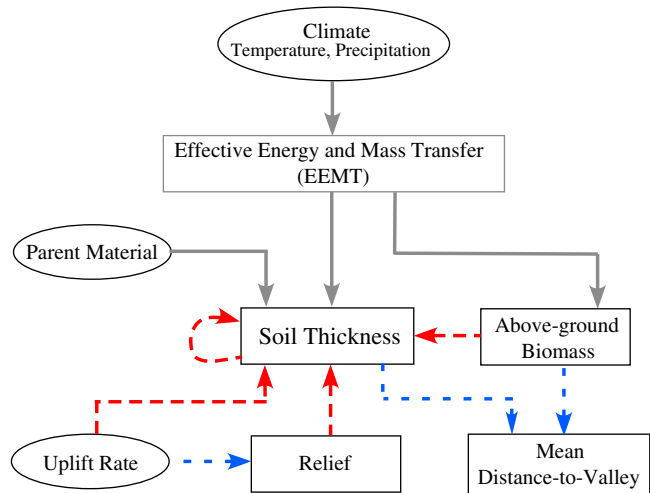 Climate
Temperature, Precipitation
Effective Energy and Mass Transfer
(EEMT)
Parent Material
Soil Thickness
Above-ground
Biomass
Uplift Rate
Relief
Mean
Distance-to-Valley